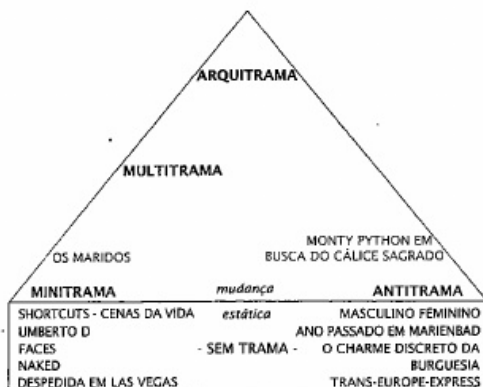 ARQUITRAMA
MULTITRAMA
MONTY PYTHON EM
OS MARIDOS BUSCA DO CÁLICE SAGRADO
MINITRAMA mudança ANTITRAMA
SHORTCUTS - CENAS DA VIDA estática MASCULINO FÉMININO
UMBERTO D ANO PASSADO EM MARIENBAD
FACES - SEM TRAMA - O CHARME DISCRETO DA
NAKED BURGUESIA
DESPEDIDA EM LAS VEGAS TRANS-EUROPE-EXPRESS